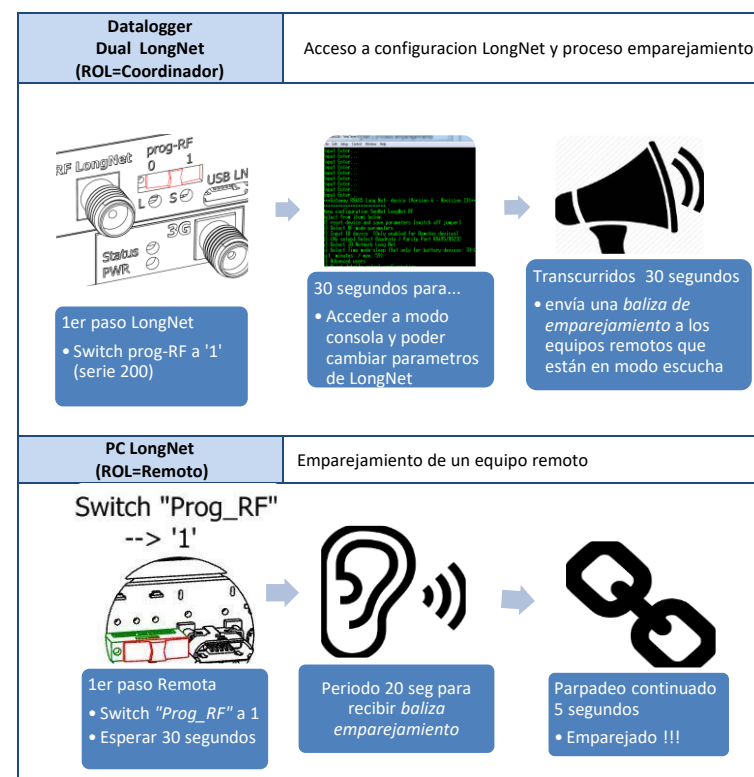 Datalogger
Dual LongNet
(ROL=Coordinador)
Acceso a configuracion LongNet y proceso emparejamiento
RF LongNet
prog-RF
0 1
USB LN
L S
3G
Status
PWR
1er paso LongNet
• Switch prog-RF a '1'
(serie 200)
30 segundos para...
• Acceder a modo
consola y poder
cambiar parametros
de LongNet
Transcurridos 30 segundos
• envía una baliza de
emparejamiento a los
equipos remotos que
están en modo escucha
PC LongNet
(ROL=Remoto)
Emparejamiento de un equipo remoto
Switch "Prog_RF"
--> '1'
1er paso Remota
• Switch "Prog_RF" a 1
• Esperar 30 segundos
Periodo 20 seg para
recibir baliza
emparejamiento
Parpadeo continuado
5 segundos
• Emparejado !!!